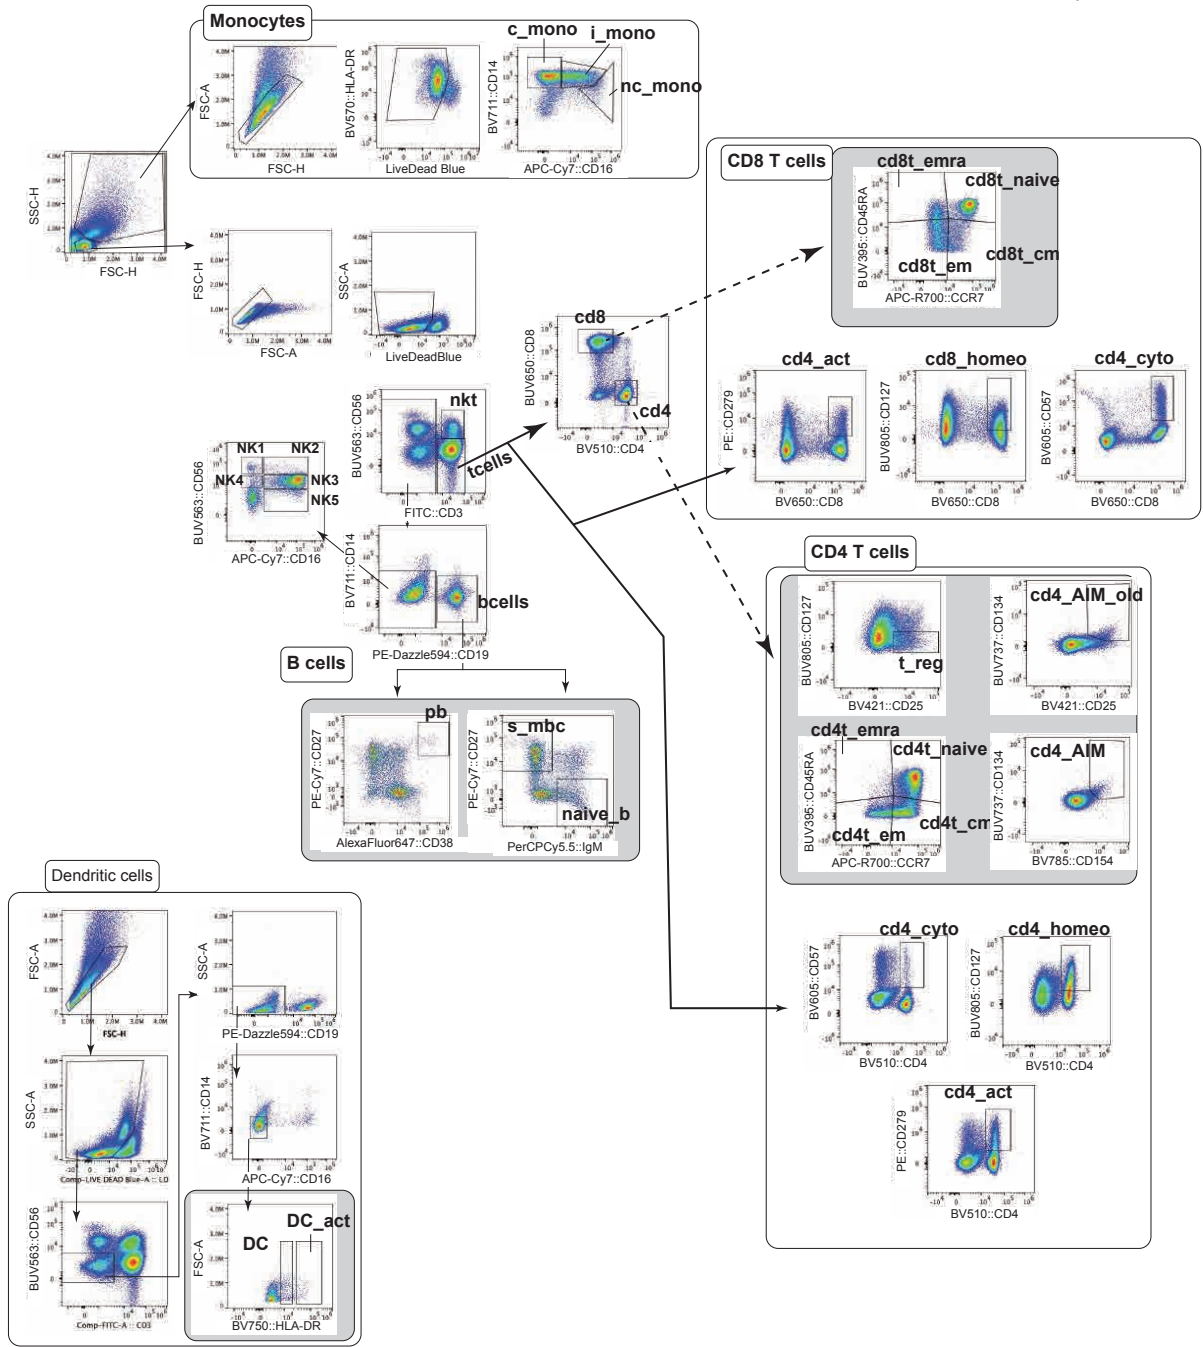 Monocytes
c_mono
i_mono
nc_mono
FSC-A
FSC-H
BV570::HLA-DR
LiveDead Blue
BV711::CD14
APC-Cy7::CD16
SSC-H
FSC-H
FSC-H
FSC-A
SSC-A
LiveDeadBlue
CD8 T cells
cd8t_emra
cd8t_naive
cd8t_em
cd8t_cm
BUV395::CD45RA
APC-R700::CCR7
cd8
cd4
BUV650::CD8
BV510::CD4
cd4_act
cd8_homeo
cd4_cyto
PE::CD279
BV650::CD8
BUV805::CD127
BV650::CD8
BV605::CD57
BV650::CD8
nkt
tcells
BUV563::CD56
FITC::CD3
NK1
NK2
NK4
NK3
NK5
BUV563::CD56
APC-Cy7::CD16
BV711::CD14
bcells
PE-Dazzle594::CD19
B cells
pb
PE-Cy7::CD27
AlexaFluor647::CD38
s_mbc
naive_b
PE-Cy7::CD27
PerCPCy5.5::IgM
CD4 T cells
BUV805::CD127
t_reg
BV421::CD25
cd4_AIM_old
BUV737::CD134
BV421::CD25
cd4t_emra
cd4t_naive
cd4t_em
cd4t_cm
BUV395::CD45RA
APC-R700::CCR7
cd4_AIM
BUV737::CD134
BV785::CD154
cd4_cyto
BV605::CD57
BV510::CD4
cd4_homeo
BUV805::CD127
BV510::CD4
cd4_act
PE::CD279
BV510::CD4
Dendritic cells
FSC-A
FSC-H
SSC-A
PE-Dazzle594::CD19
SSC-A
Comp-LIVE DEAD Blue-A :: LD
BV711::CD14
APC-Cy7::CD16
BUV563::CD56
Comp-FITC-A :: CD3
DC
DC_act
FSC-A
BV750::HLA-DR